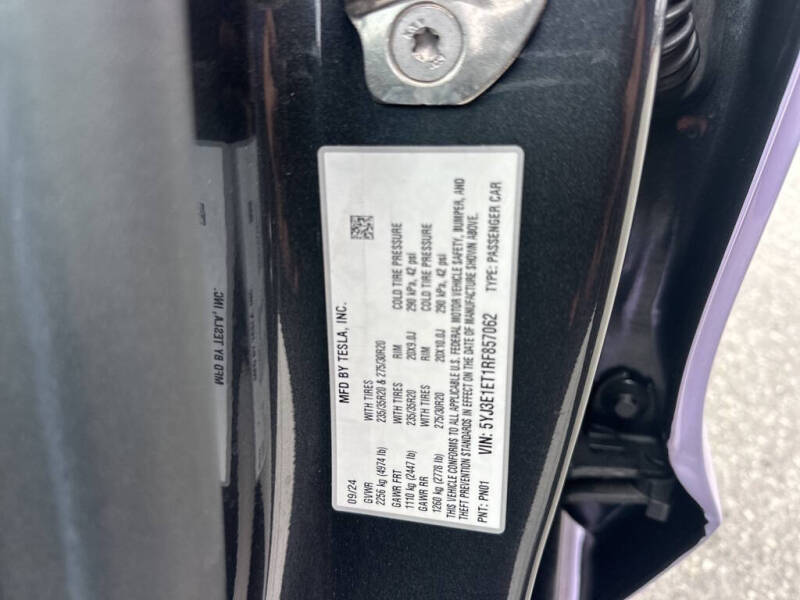 MFD BY TESLA, INC.
09/24
GVWR WITH TIRES
2256 kg (4974 lb) 235/35R20 & 275/30R20
GAWR FRT WITH TIRES RIM COLD TIRE PRESSURE
1110 kg (2447 lb) 235/35R20 20X9.0J 290 kPa, 42 psi
GAWR RR WITH TIRES RIM COLD TIRE PRESSURE
1260 kg (2778 lb) 275/30R20 20X10.0J 290 kPa, 42 psi
THIS VEHICLE CONFORMS TO ALL APPLICABLE U.S. FEDERAL MOTOR VEHICLE SAFETY, BUMPER, AND
THEFT PREVENTION STANDARDS IN EFFECT ON THE DATE OF MANUFACTURE SHOWN ABOVE.
PNT: PN01 VIN: 5YJ3E1ET1RF857062 TYPE: PASSENGER CAR
MFD BY TESLA, INC.